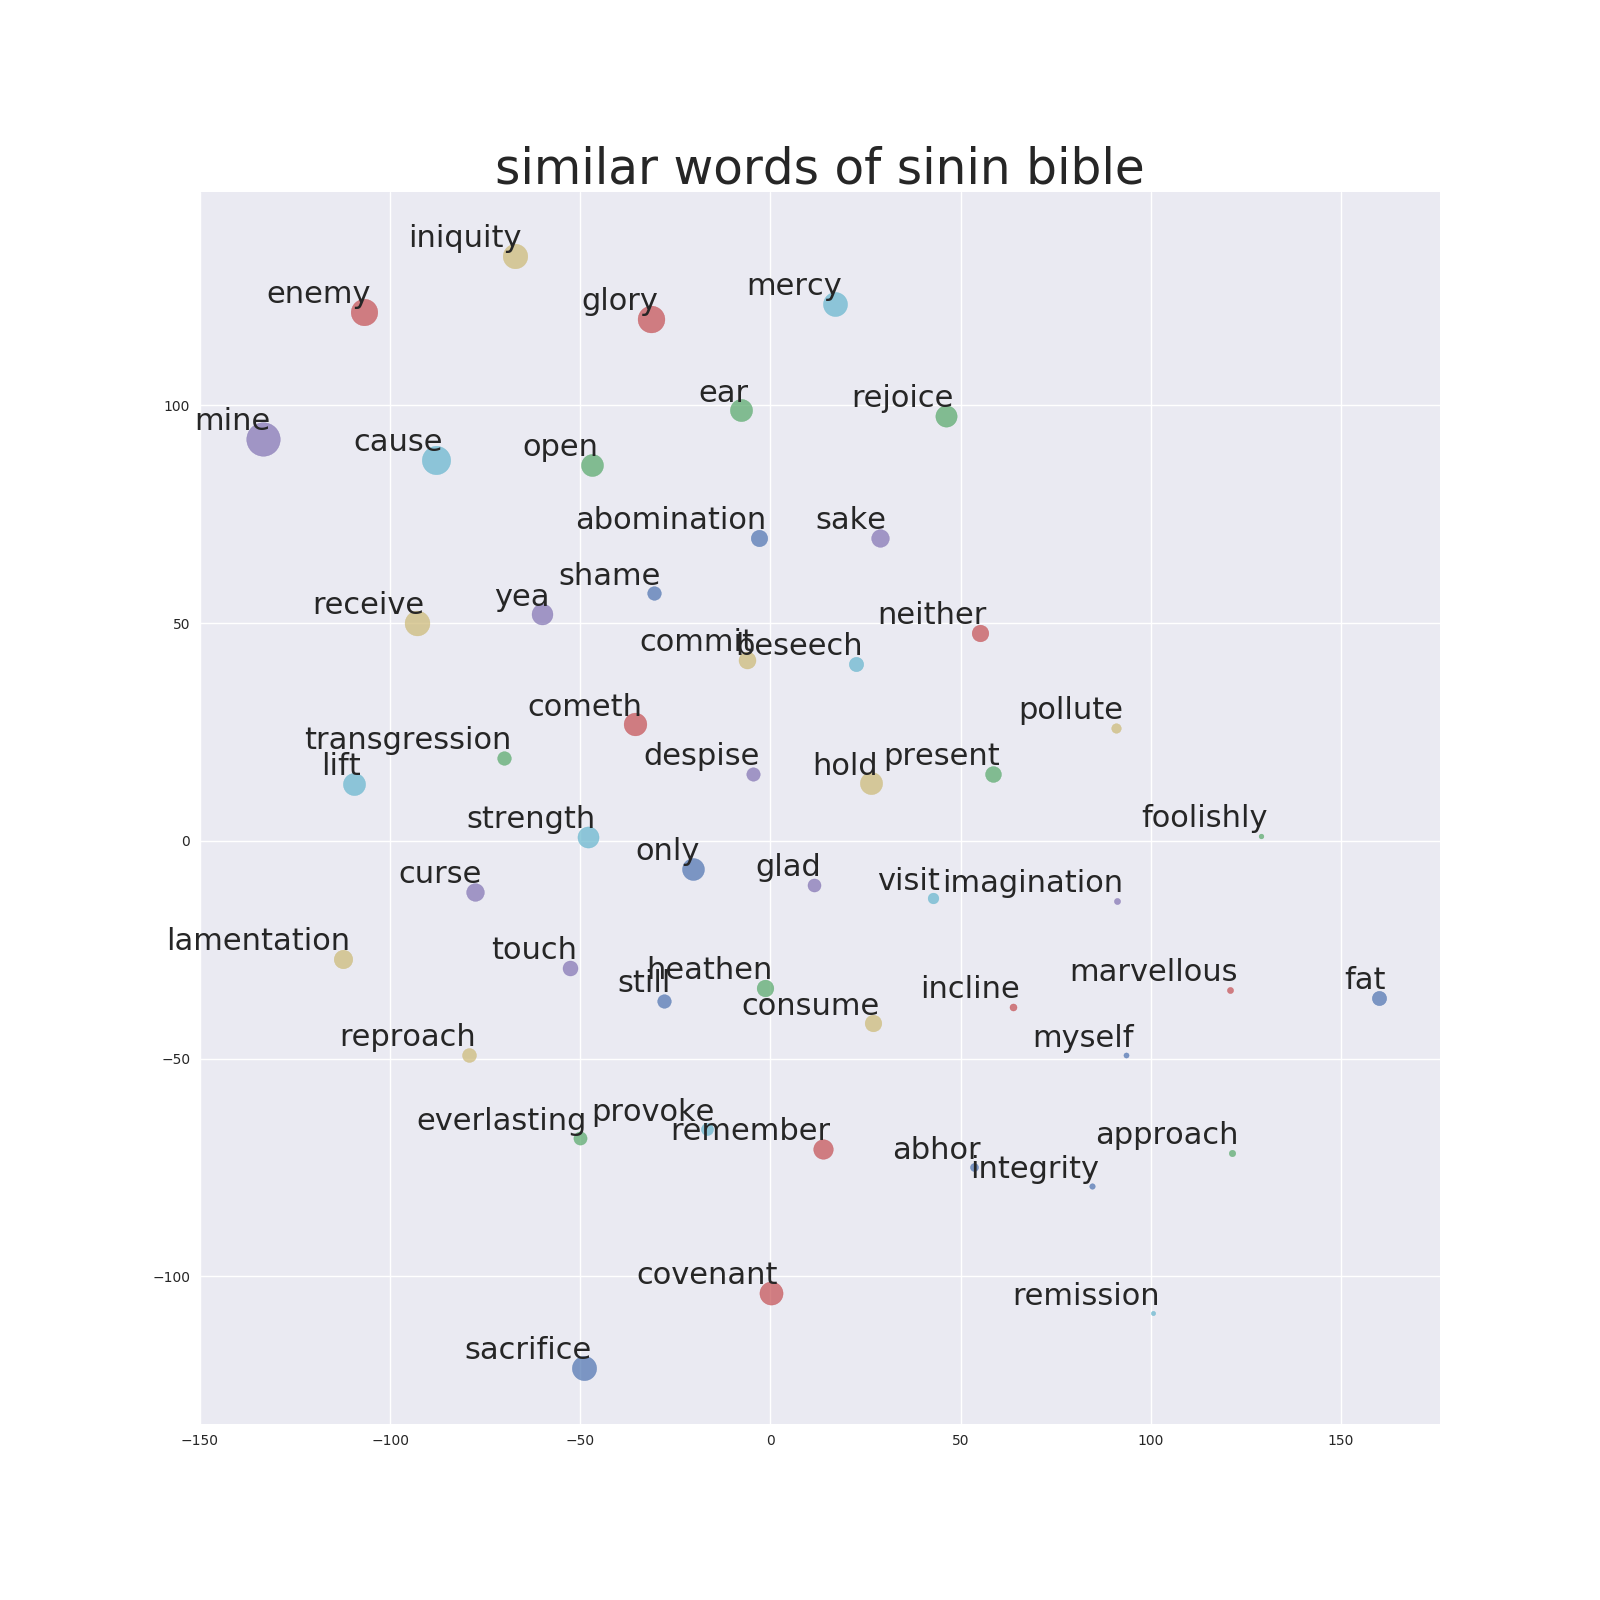 similar words of sinin bible
iniquity
enemy
glory
mercy
ear
rejoice
100
mine
cause
open
abomination
sake
shame
receive
yea
neither
50
commit
beseech
cometh
pollute
transgression
lift
despise
hold
present
strength
foolishly
0
only
glad
curse
visit
imagination
lamentation
touch
heathen
still
incline
marvellous
fat
consume
reproach
myself
−50
everlasting
provoke
remember
abhor
approach
integrity
covenant
−100
remission
sacrifice
−150 −100 −50 0 50 100 150